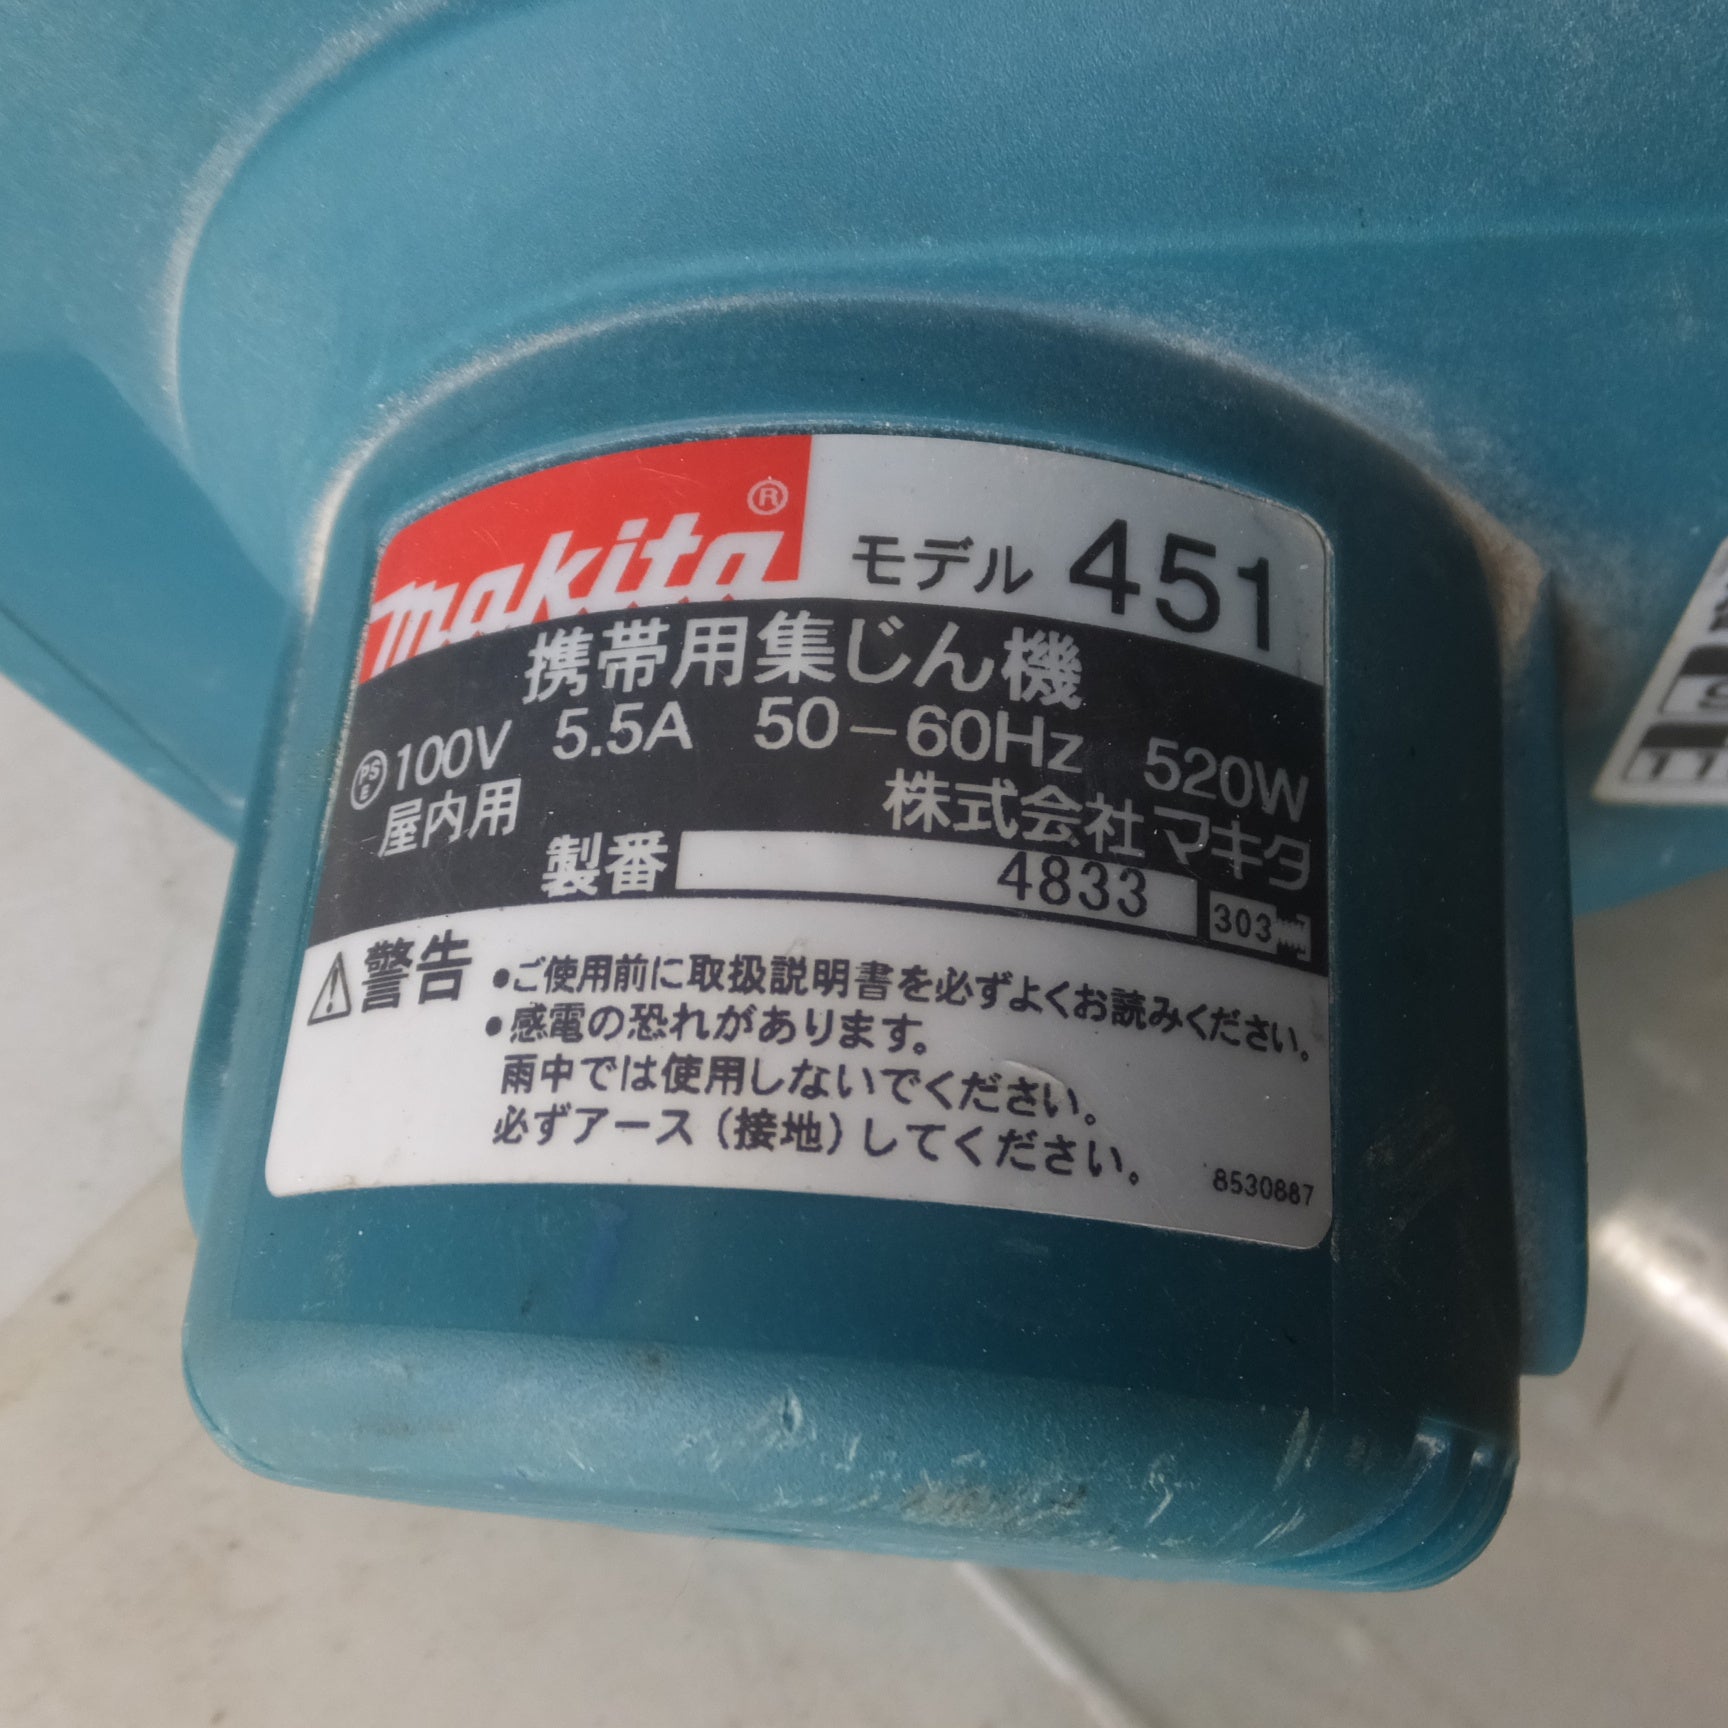 makita®
モデル 451
携帯用集じん機
PSE 100V 5.5A 50-60Hz 520W
屋内用 株式会社マキタ
製番 4833 303
警告
•ご使用前に取扱説明書を必ずよくお読みください。
•感電の恐れがあります。
雨中では使用しないでください。
必ずアース(接地)してください。
8530887